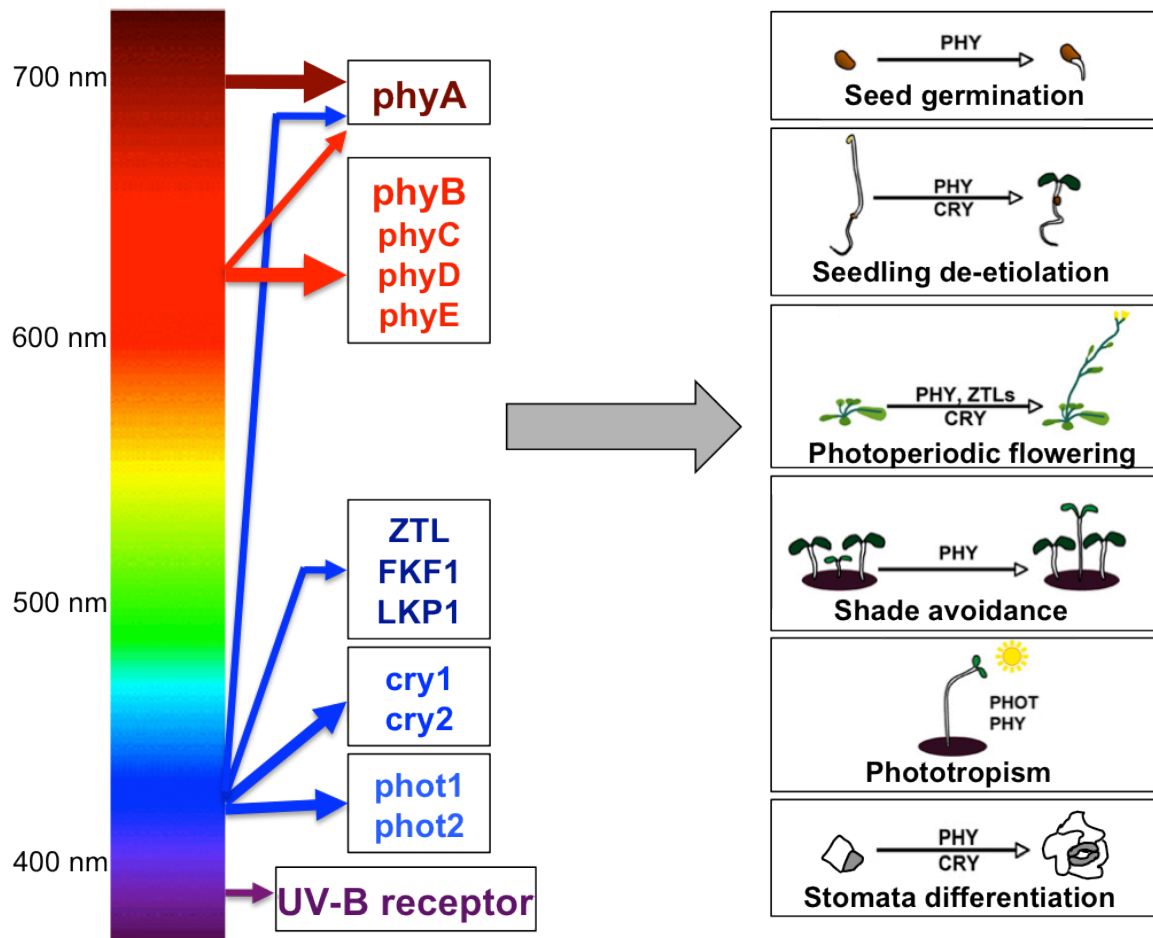 700 nm
600 nm
500 nm
400 nm
phyA
phyB
phyC
phyD
phyE
ZTL
FKF1
LKP1
cry1
cry2
phot1
phot2
UV-B receptor
PHY
Seed germination
PHY
CRY
Seedling de-etiolation
PHY, ZTLs
CRY
Photoperiodic flowering
PHY
Shade avoidance
PHOT
PHY
Phototropism
PHY
CRY
Stomata differentiation